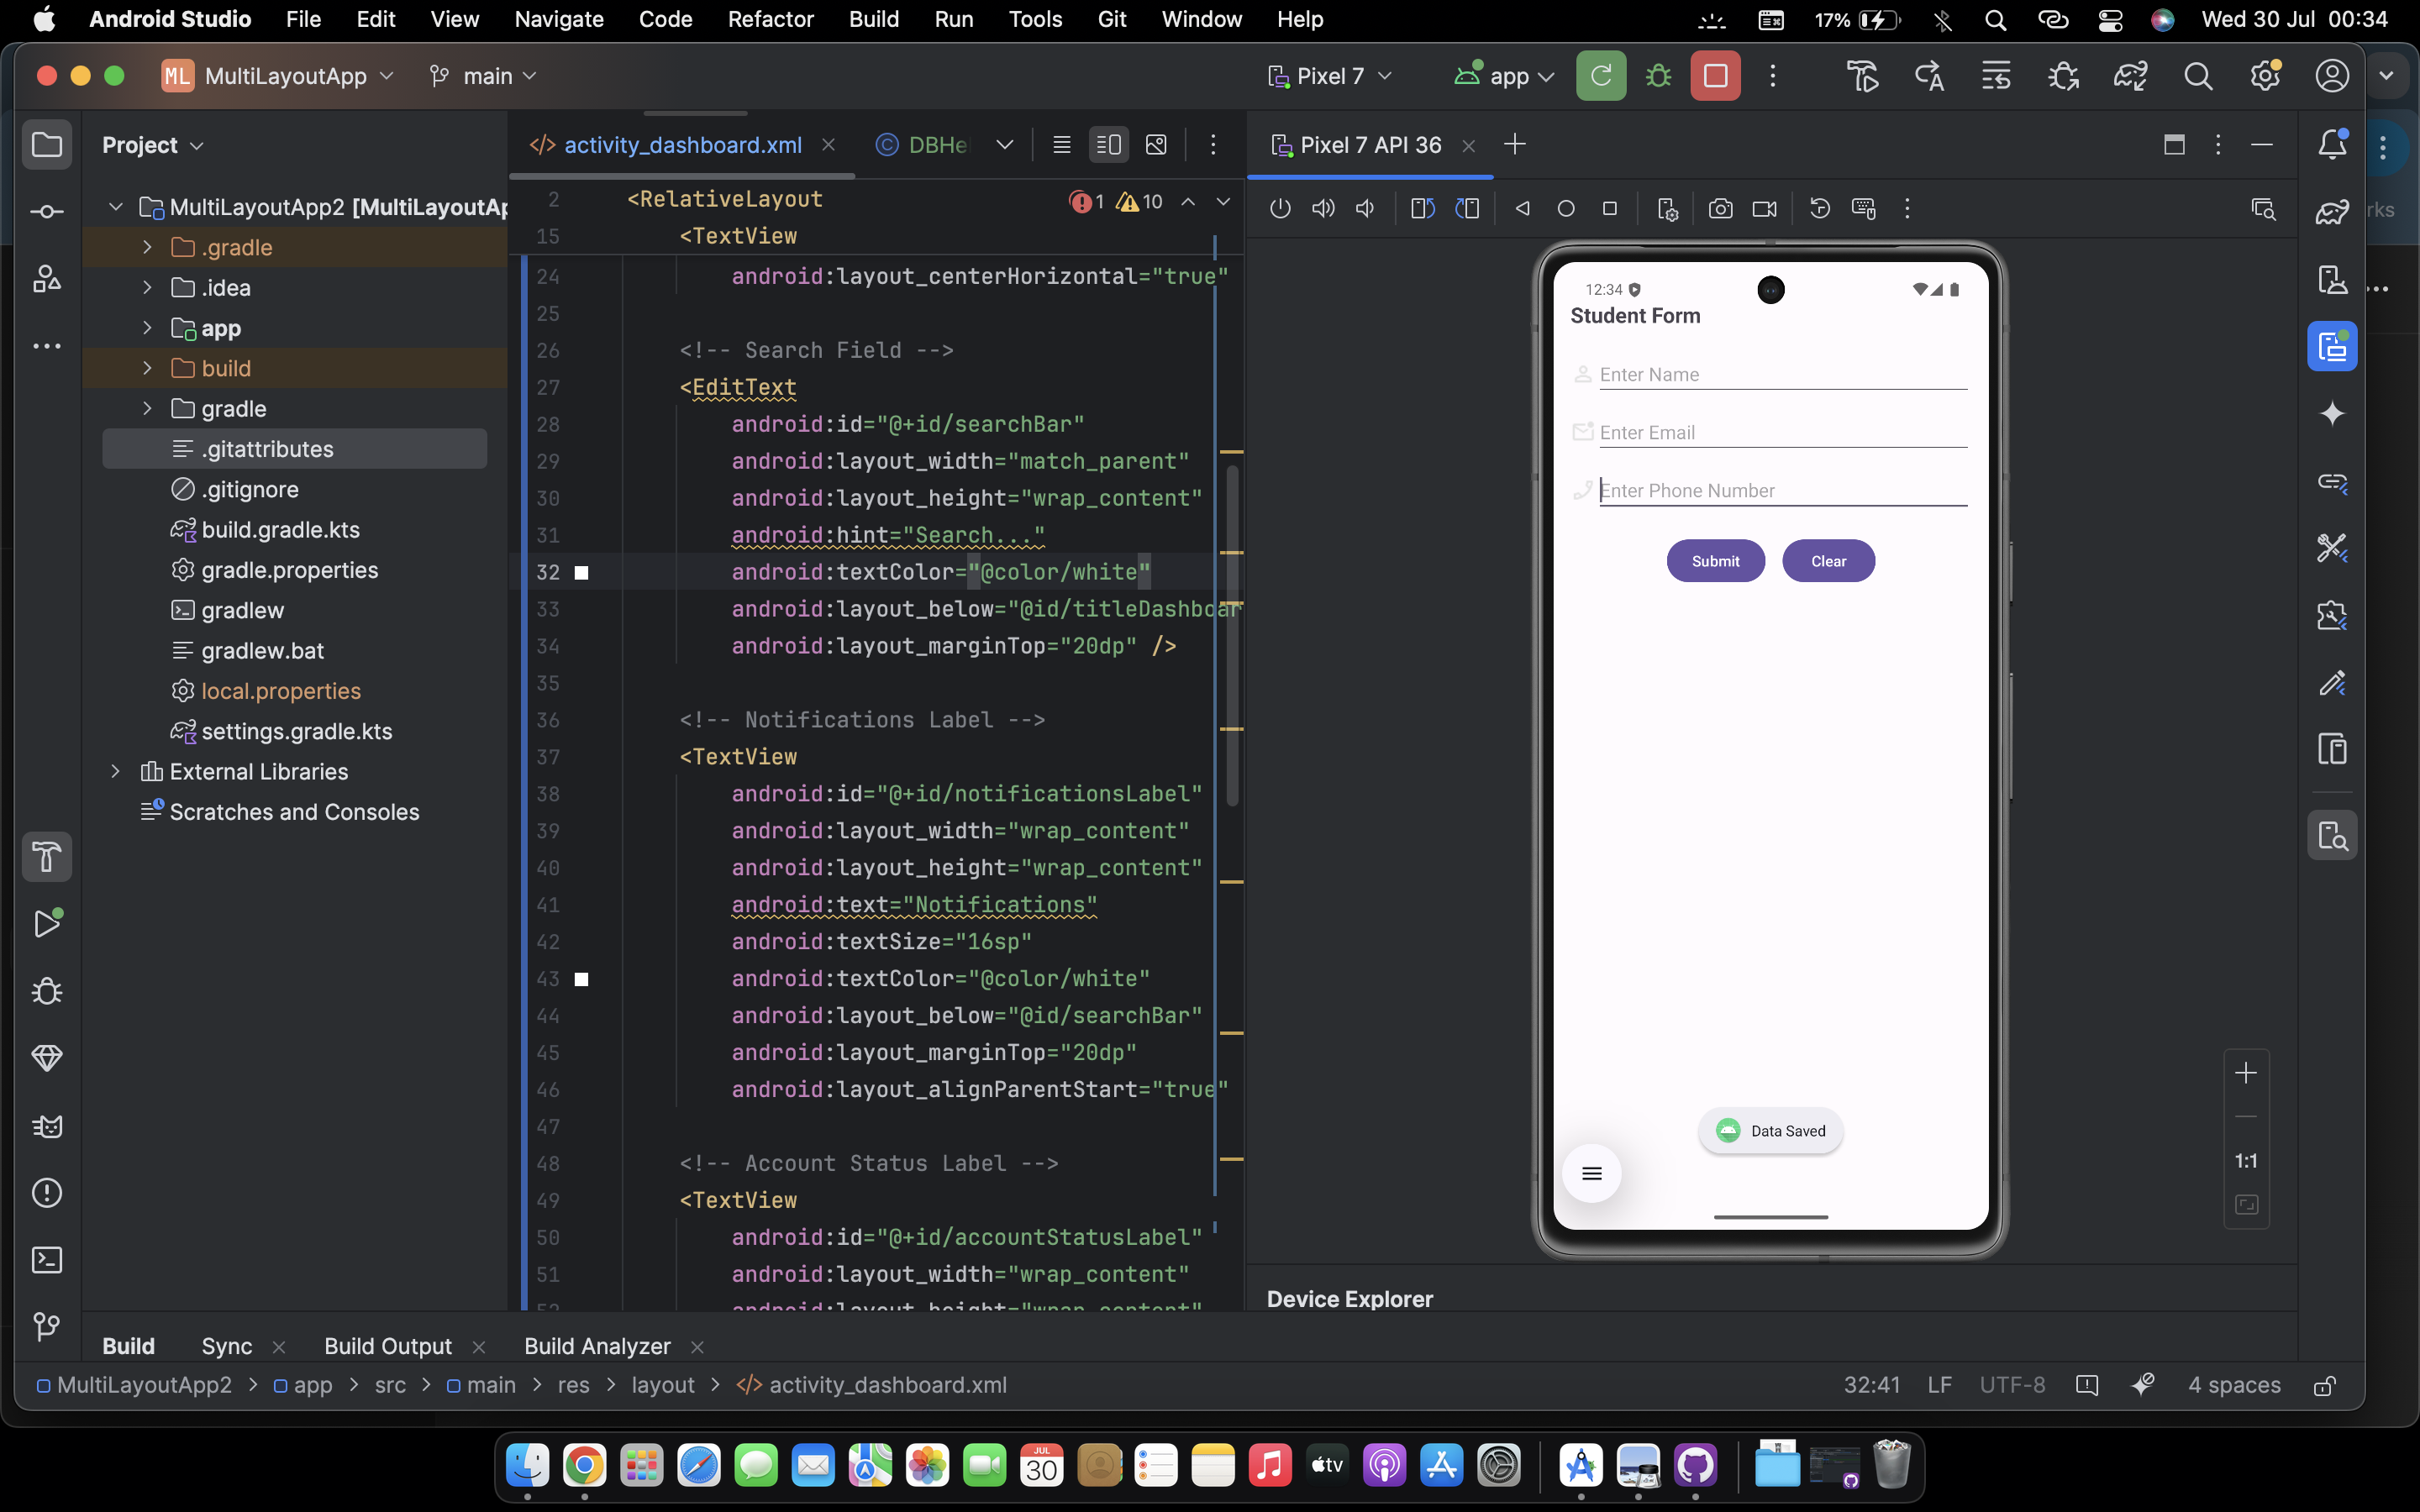 Android Studio File Edit View Navigate Code Refactor Build Run Tools Git Window Help 17% Wed 30 Jul 00:34
ML MultiLayoutApp main Pixel 7 app
Project
MultiLayoutApp2 [MultiLayoutAp
.gradle
.idea
app
build
gradle
.gitattributes
.gitignore
build.gradle.kts
gradle.properties
gradlew
gradlew.bat
local.properties
settings.gradle.kts
External Libraries
Scratches and Consoles
activity_dashboard.xml DBHe
1 10
2 <RelativeLayout
15 <TextView
24 android:layout_centerHorizontal="true"
25
26 <!-- Search Field -->
27 <EditText
28 android:id="@+id/searchBar"
29 android:layout_width="match_parent"
30 android:layout_height="wrap_content"
31 android:hint="Search..."
32 android:textColor="@color/white"
33 android:layout_below="@id/titleDashboar
34 android:layout_marginTop="20dp" />
35
36 <!-- Notifications Label -->
37 <TextView
38 android:id="@+id/notificationsLabel"
39 android:layout_width="wrap_content"
40 android:layout_height="wrap_content"
41 android:text="Notifications"
42 android:textSize="16sp"
43 android:textColor="@color/white"
44 android:layout_below="@id/searchBar"
45 android:layout_marginTop="20dp"
46 android:layout_alignParentStart="true"
47
48 <!-- Account Status Label -->
49 <TextView
50 android:id="@+id/accountStatusLabel"
51 android:layout_width="wrap_content"
52 android:layout_height="wrap_content"
Pixel 7 API 36
12:34
Student Form
Enter Name
Enter Email
Enter Phone Number
Submit Clear
Data Saved
1:1
Device Explorer
rks
Build Sync Build Output Build Analyzer
MultiLayoutApp2 > app > src > main > res > layout > activity_dashboard.xml 32:41 LF UTF-8 4 spaces
JUL
30
tv